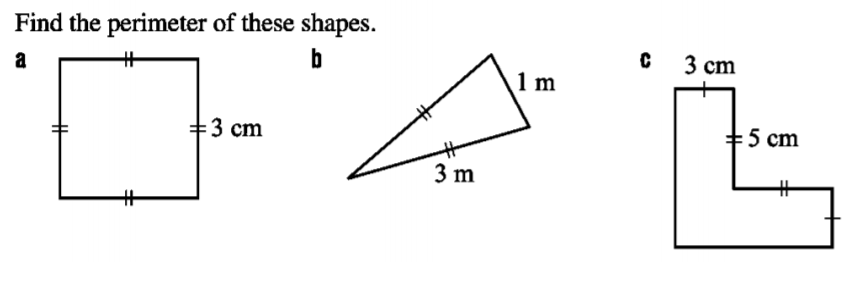 Find the perimeter of these shapes.
a
b
c
3 cm
1 m
3 cm
5 cm
3 m